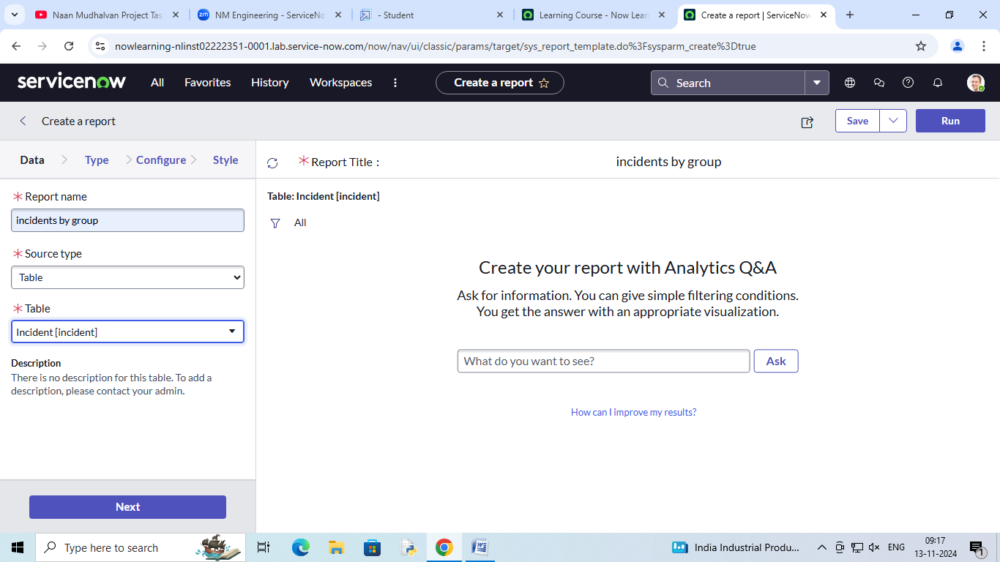 Naan Mudhalvan Project Tas
zm
NM Engineering - ServiceNo
- Student
Learning Course - Now Lear
Create a report | ServiceNow
nowlearning-nlinst02222351-0001.lab.service-now.com/now/nav/ui/classic/params/target/sys_report_template.do%3Fsysparm_create%3Dtrue
servicenow
All
Favorites
History
Workspaces
Create a report
Search
Create a report
Save
Run
Data
Type
Configure
Style
* Report Title :
incidents by group
* Report name
incidents by group
* Source type
Table
* Table
Incident [incident]
Description
There is no description for this table. To add a
description, please contact your admin.
Next
Table: Incident [incident]
All
Create your report with Analytics Q&A
Ask for information. You can give simple filtering conditions.
You get the answer with an appropriate visualization.
What do you want to see?
Ask
How can I improve my results?
Type here to search
India Industrial Produ...
ENG
09:17
13-11-2024
1